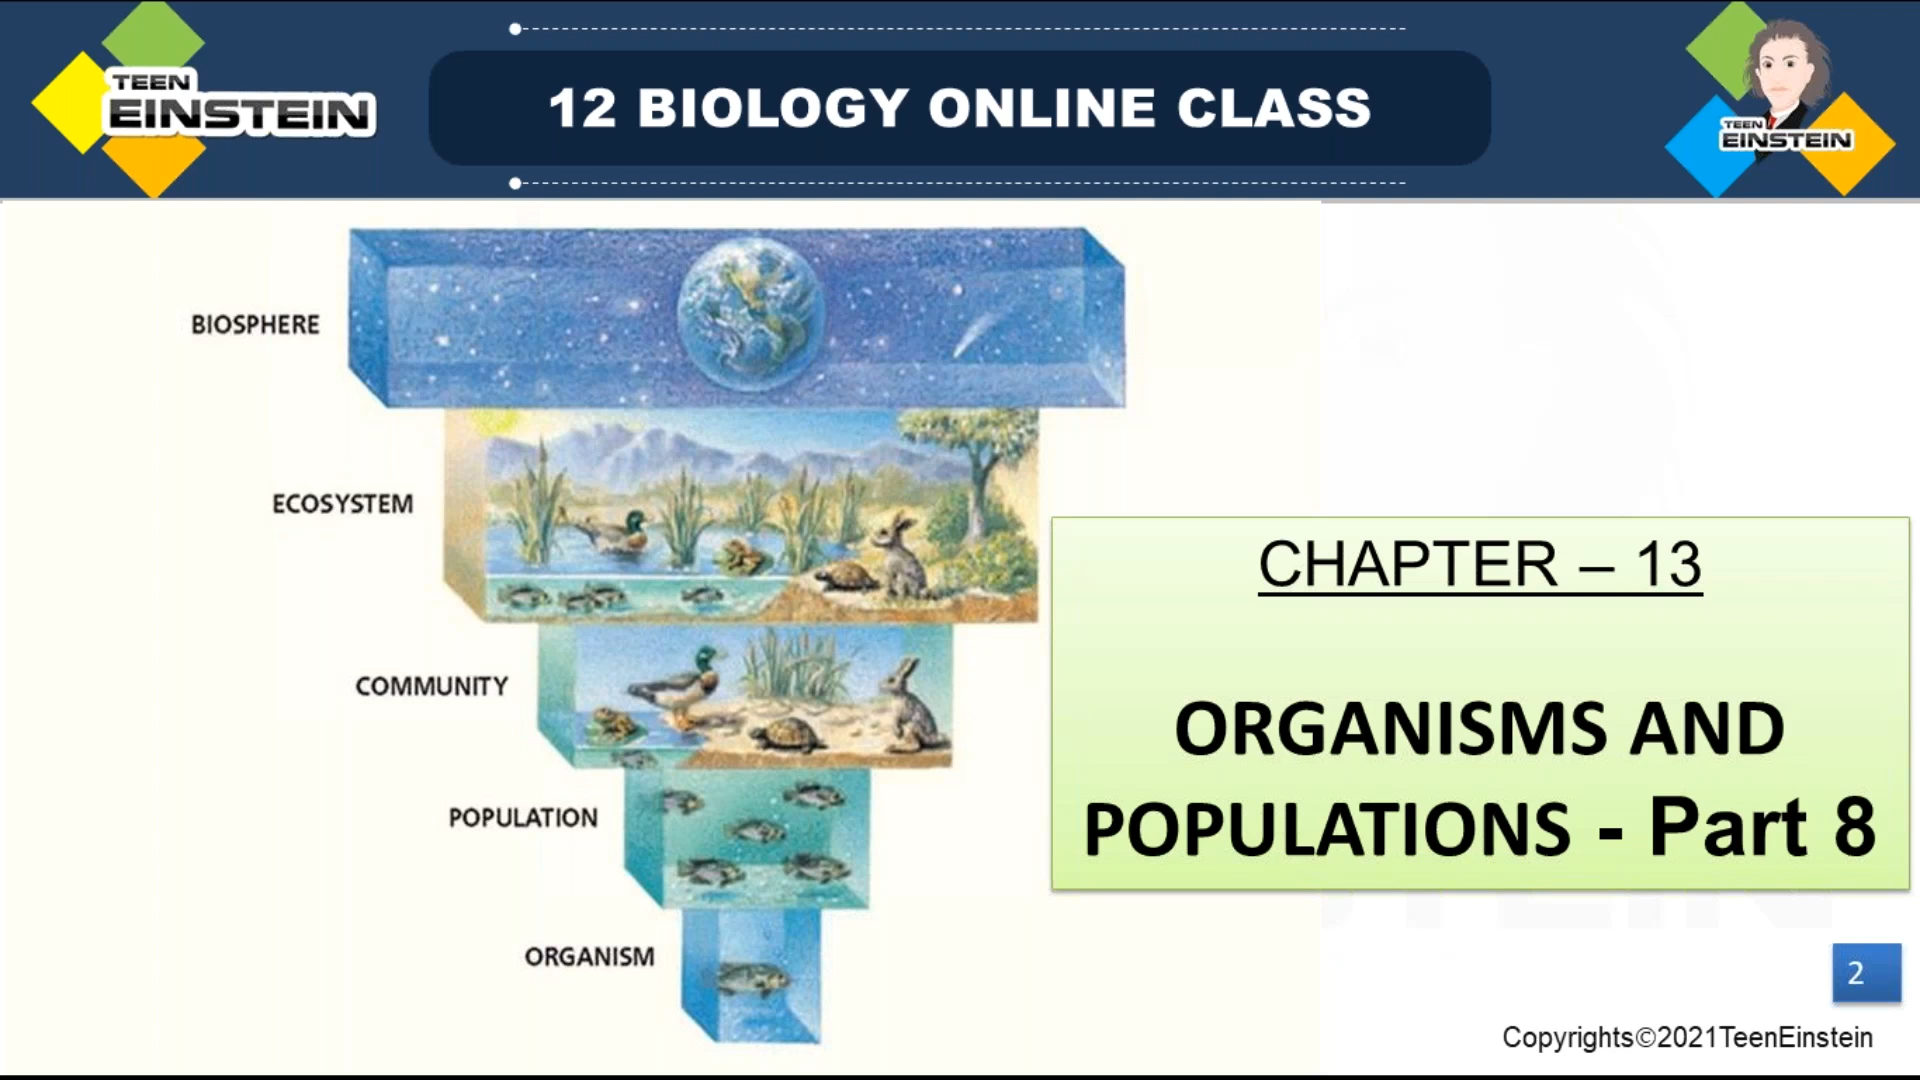 TEEN
EINSTEIN
12 BIOLOGY ONLINE CLASS
TEEN
EINSTEIN
BIOSPHERE
ECOSYSTEM
COMMUNITY
POPULATION
ORGANISM
CHAPTER – 13
ORGANISMS AND
POPULATIONS - Part 8
2
Copyrights©2021TeenEinstein